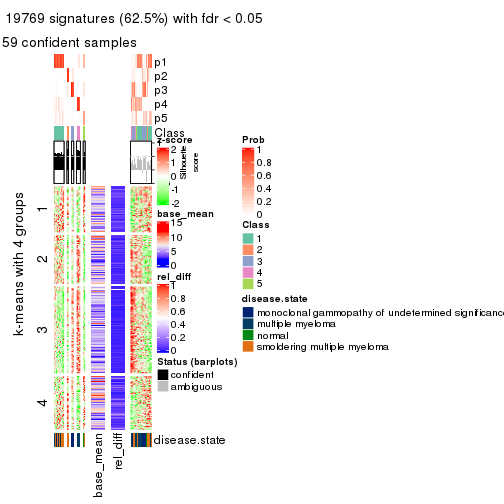 19769 signatures (62.5%) with fdr < 0.05
59 confident samples
p1
p2
p3
p4
p5
Class
z-score
2
1
0
-1
-2
Silhouette
score
base_mean
15
10
5
0
rel_diff
1
0.8
0.6
0.4
0.2
0
Status (barplots)
confident
ambiguous
Prob
1
0.8
0.6
0.4
0.2
0
Class
1
2
3
4
5
disease.state
monoclonal gammopathy of undetermined significanc
multiple myeloma
normal
smoldering multiple myeloma
k-means with 4 groups
1
2
3
4
base_mean
rel_diff
disease.state